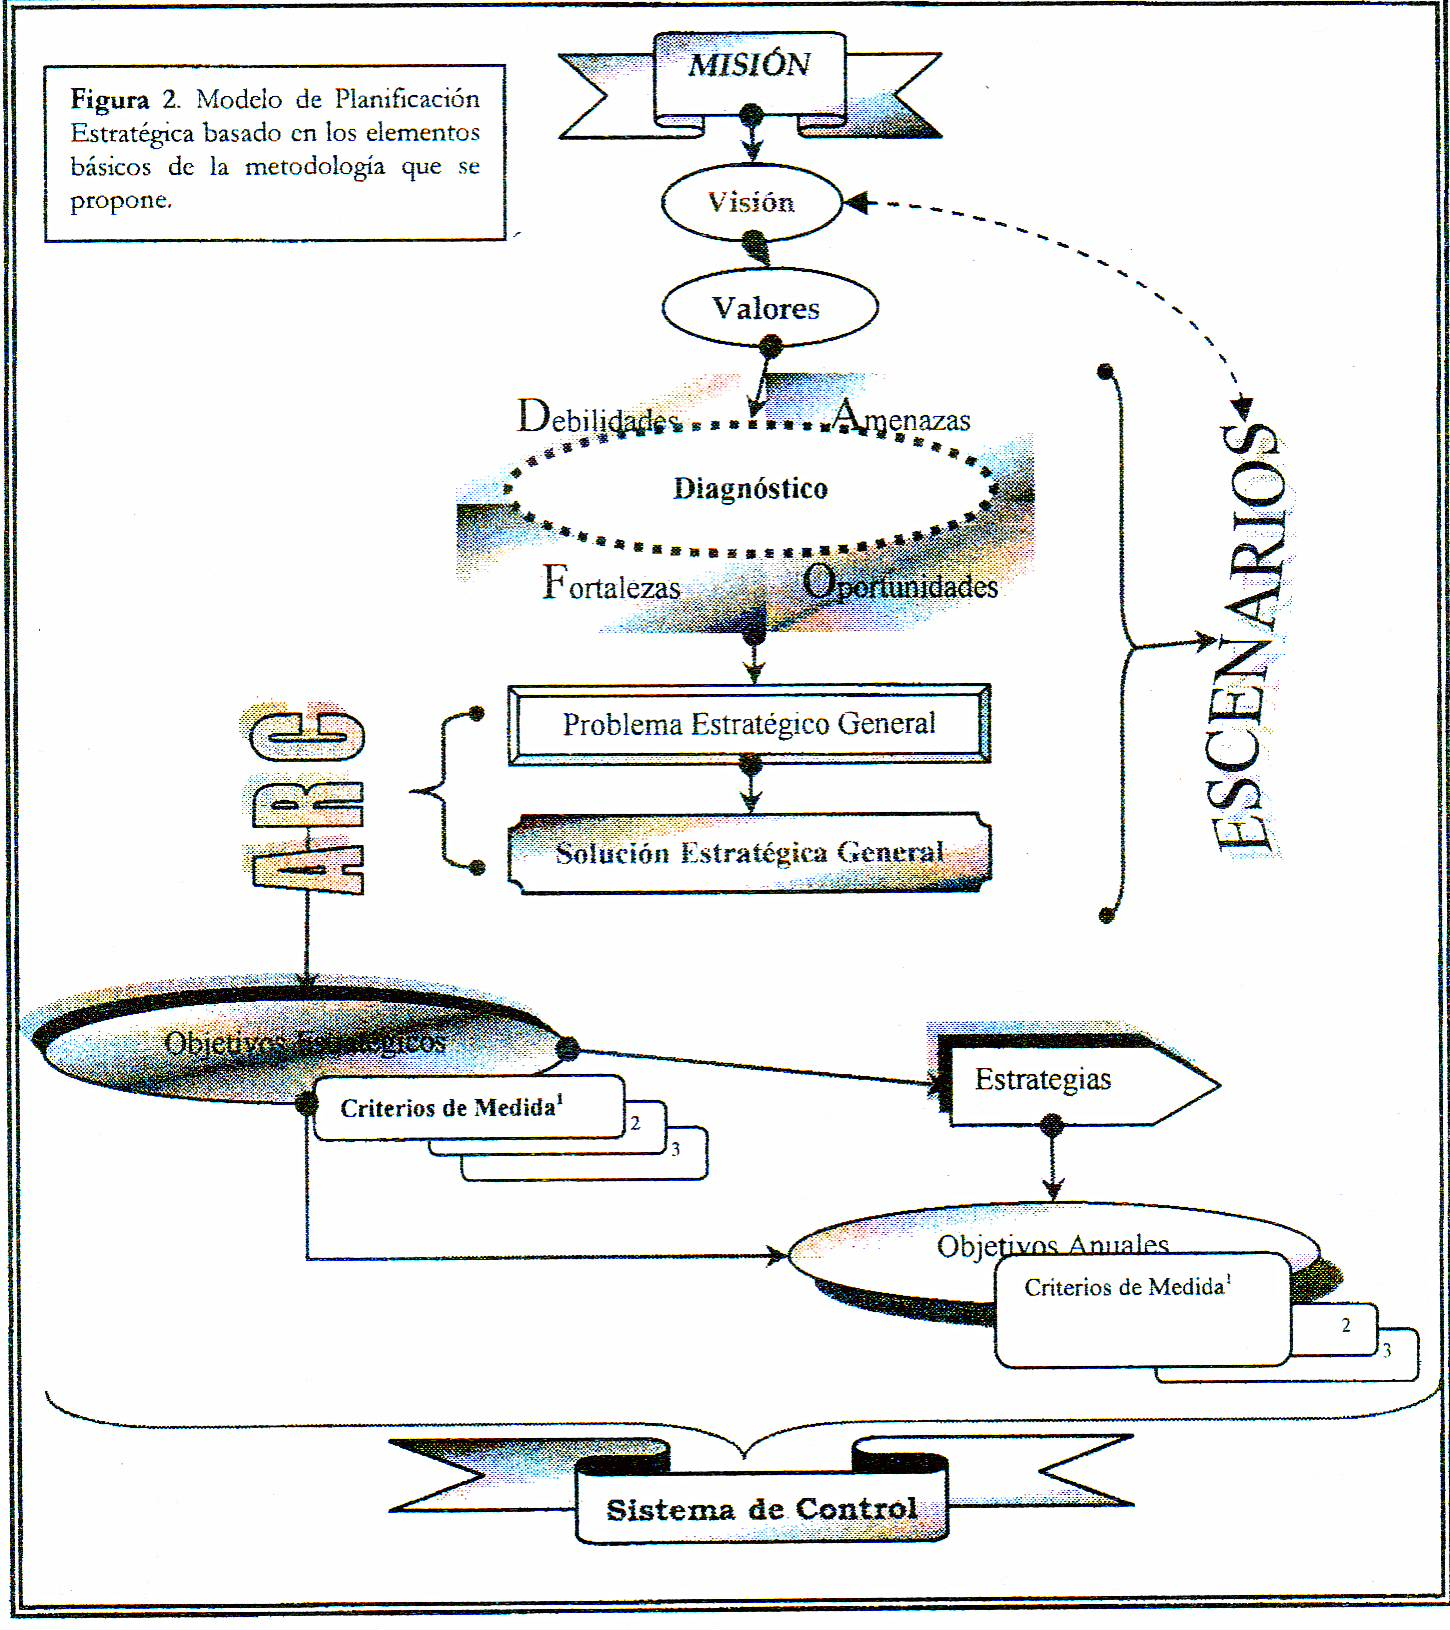 MISIÓN
Figura 2. Modelo de Planificación
Estratégica basado en los elementos
básicos de la metodología que se
propone.
Visión
Valores
Debilidades
Amenazas
Diagnóstico
Fortalezas
Oportunidades
ESCENARIOS
ARC
Problema Estratégico General
Solución Estratégica General
Objetivos Estratégicos
Criterios de Medida¹
2
3
Estrategias
Objetivos Anuales
Criterios de Medida¹
2
3
Sistema de Control